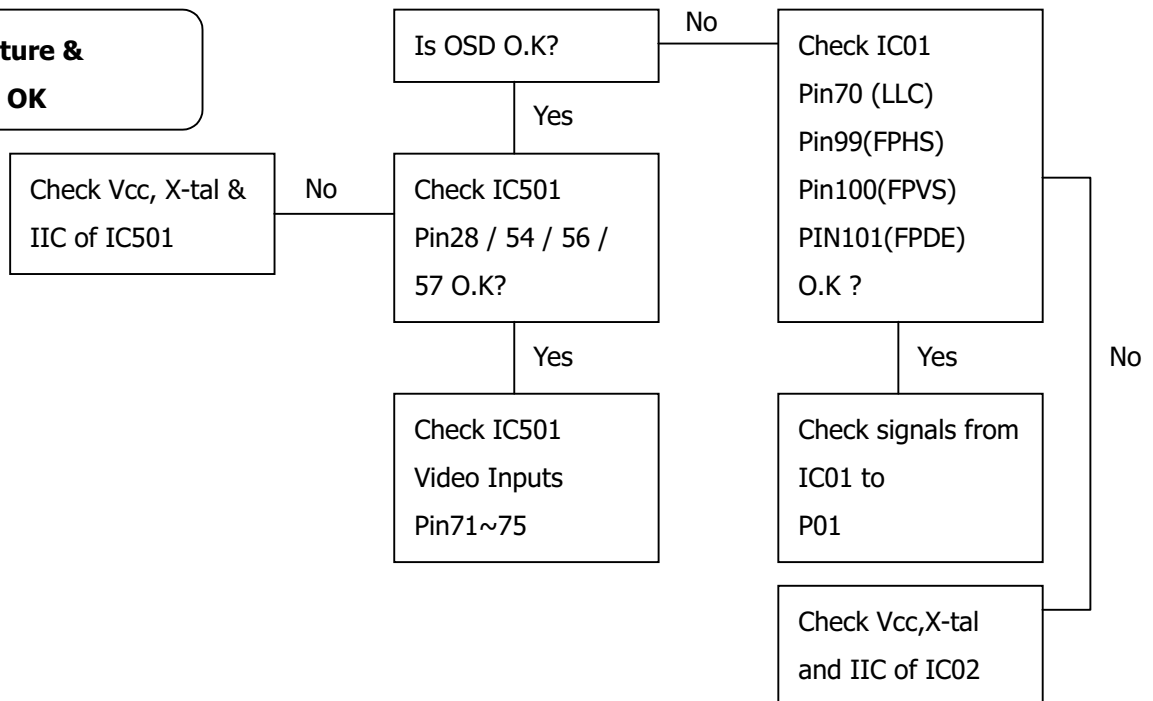 &
OK
Is OSD O.K?
No
Yes
Check IC01
Pin70 (LLC)
Pin99(FPHS)
Pin100(FPVS)
PIN101(FPDE)
O.K ?
Check Vcc, X-tal &
IIC of IC501
No
Check IC501
Pin28 / 54 / 56 /
57 O.K?
Yes
Yes
No
Check IC501
Video Inputs
Pin71~75
Check signals from
IC01 to
P01
Check Vcc,X-tal
and IIC of IC02